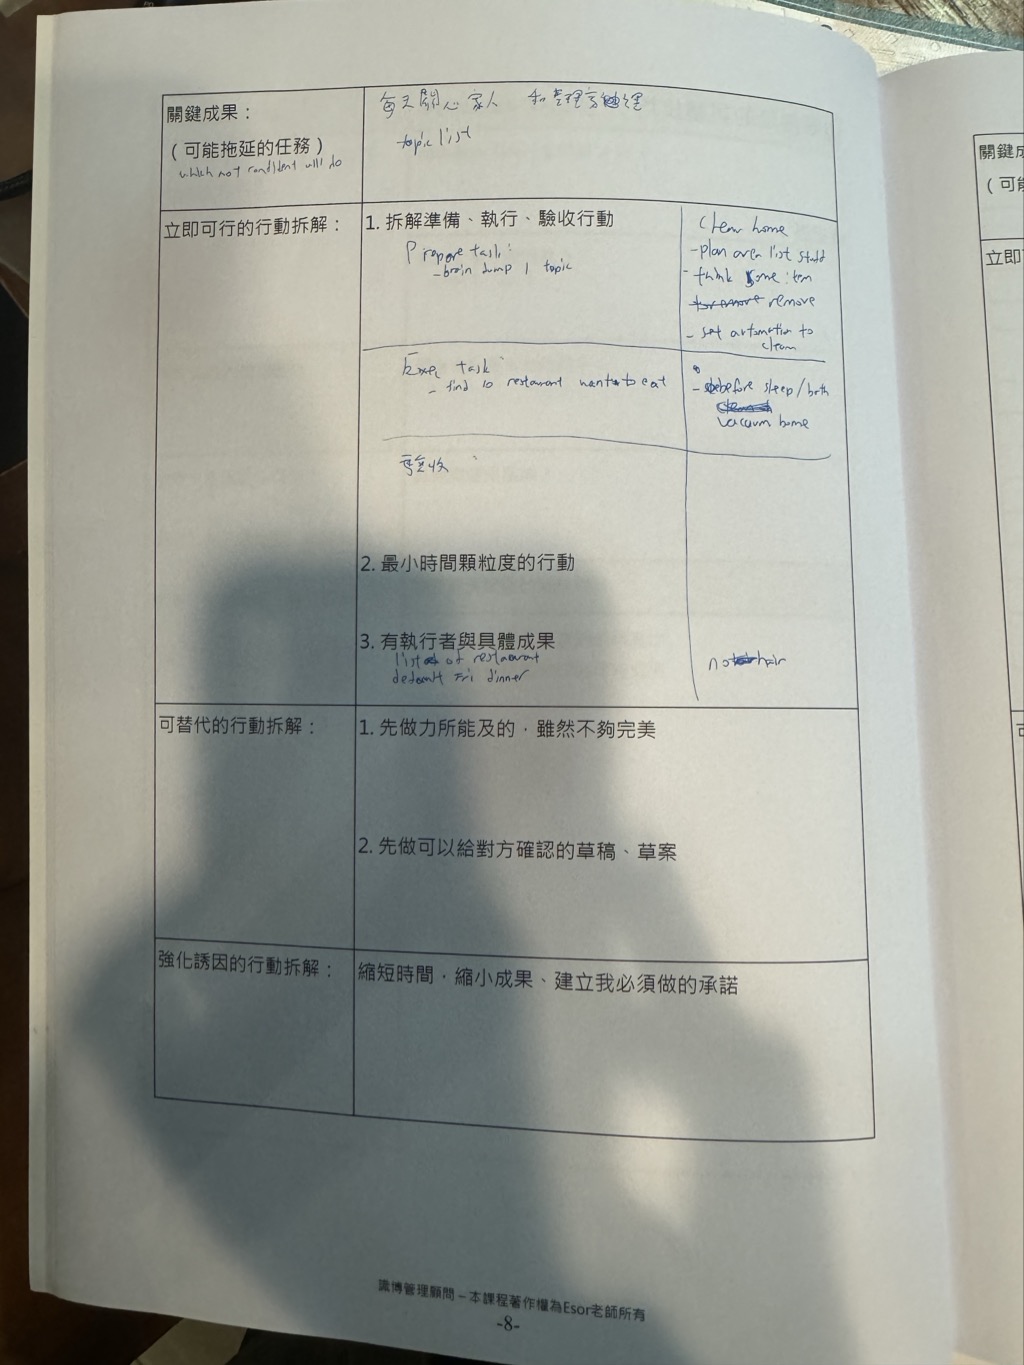 關鍵成果：
（可能拖延的任務）
which not confident will do
每天關心家人 和管理
topic list
立即可行的行動拆解：
1. 拆解準備、執行、驗收行動
Prepare task:
- brain dump 1 topic
Clean home
- plan area list stuff
- think some item
remove
- set automation to
clean
Exec task:
- find 10 restaurant want to eat
- before sleep/bath
vacuum home
驗收：
2. 最小時間顆粒度的行動
3. 有執行者與具體成果
list of restaurant
default Fri dinner
no hair
可替代的行動拆解：
1. 先做力所能及的，雖然不夠完美
2. 先做可以給對方確認的草稿、草案
強化誘因的行動拆解：
縮短時間，縮小成果、建立我必須做的承諾
識博管理顧問－本課程著作權為Esor老師所有
-8-
關鍵成
（可能
立即可
可